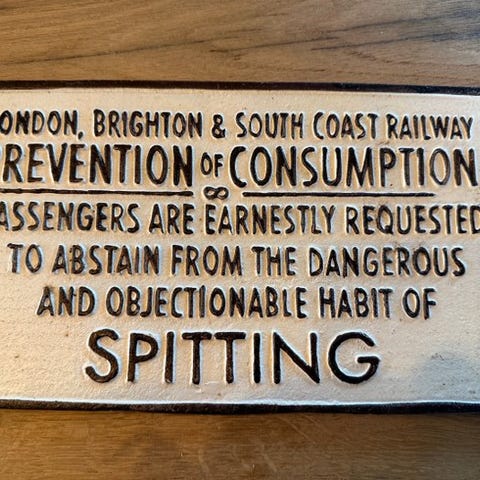 ONDON, BRIGHTON & SOUTH COAST RAILWAY
REVENTION OF CONSUMPTION
ASSENGERS ARE EARNESTLY REQUESTED
TO ABSTAIN FROM THE DANGEROUS
AND OBJECTIONABLE HABIT OF
SPITTING